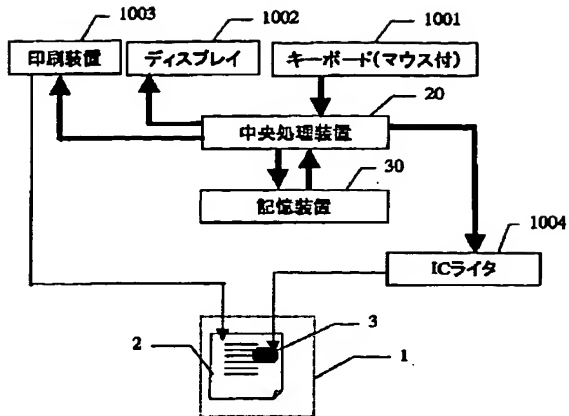 1003
1002
1001
印刷装置
ディスプレイ
キーボード(マウス付)
20
中央処理装置
30
記憶装置
1004
ICライタ
2
3
1